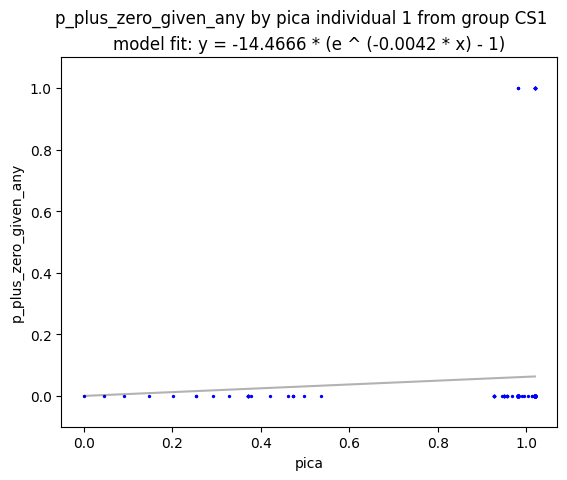 p_plus_zero_given_any by pica individual 1 from group CS1
model fit: y = -14.4666 * (e ^ (-0.0042 * x) - 1)
1.0
0.8
0.6
0.4
0.2
0.0
p_plus_zero_given_any
0.0 0.2 0.4 0.6 0.8 1.0
pica